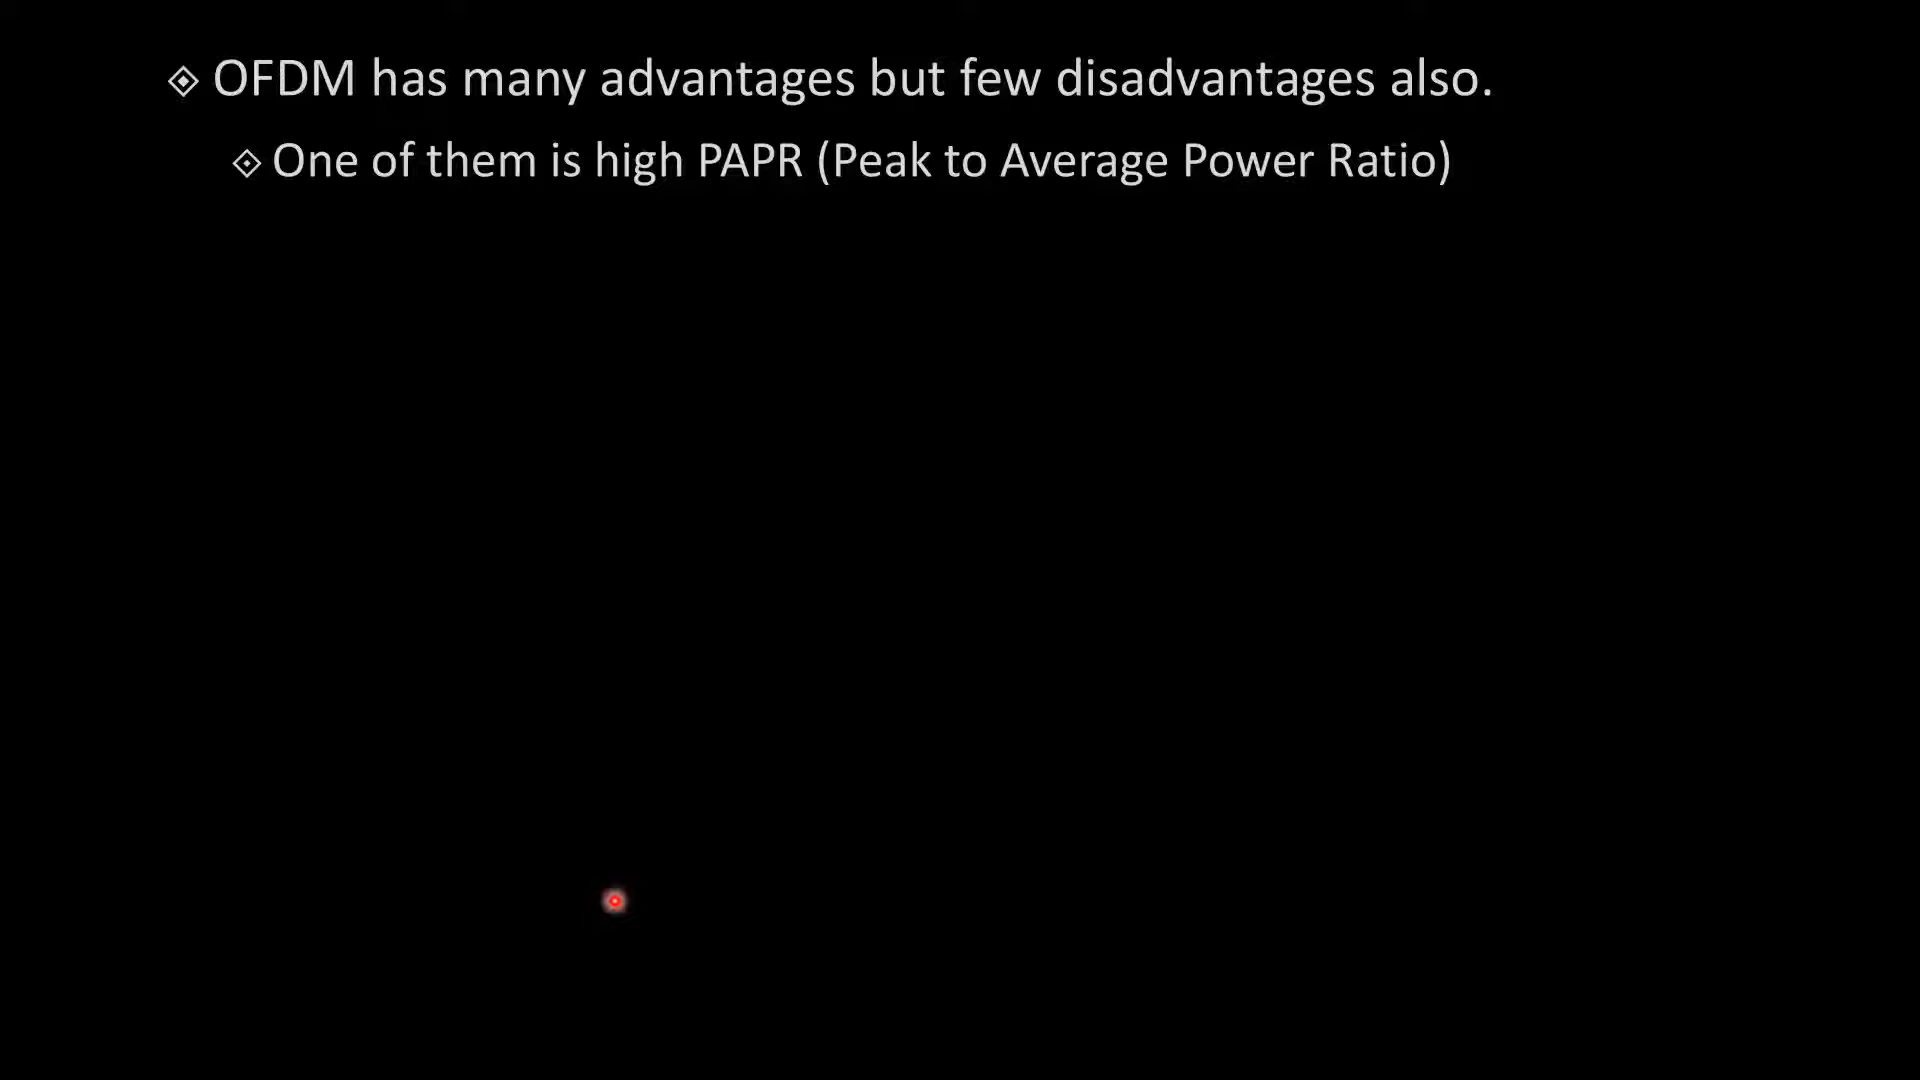 OFDM has many advantages but few disadvantages also.
One of them is high PAPR (Peak to Average Power Ratio)